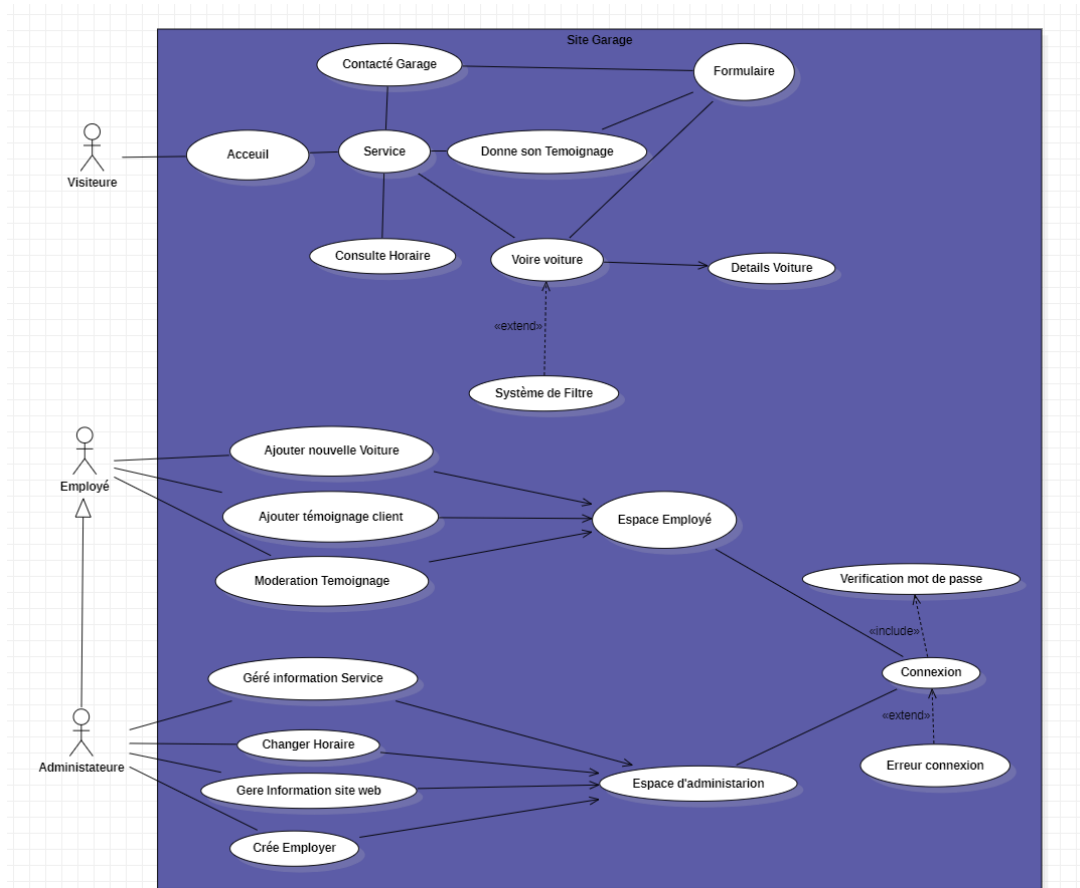 Site Garage
Contacté Garage
Formulaire
Visiteure
Acceuil
Service
Donne son Temoignage
Consulte Horaire
Voire voiture
Details Voiture
«extend»
Système de Filtre
Employé
Ajouter nouvelle Voiture
Ajouter témoignage client
Espace Employé
Moderation Temoignage
Verification mot de passe
«include»
Géré information Service
Connexion
«extend»
Administateure
Changer Horaire
Erreur connexion
Gere Information site web
Espace d'administarion
Crée Employer